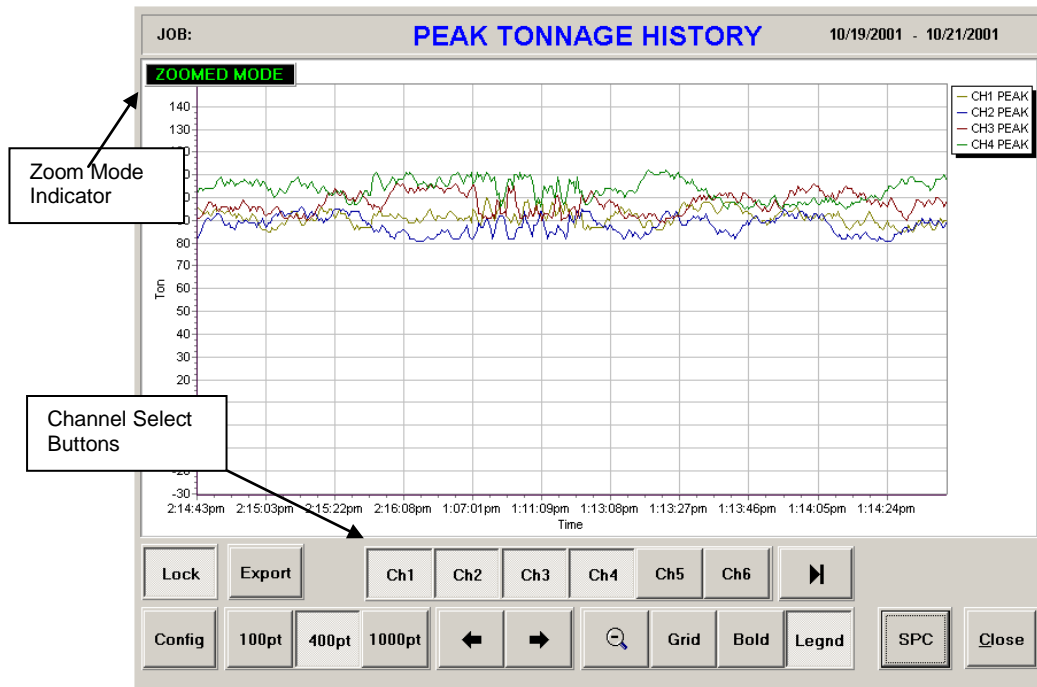 JOB:
PEAK TONNAGE HISTORY
10/19/2001 - 10/21/2001
ZOOMED MODE
CH1 PEAK
CH2 PEAK
CH3 PEAK
CH4 PEAK
Zoom Mode
Indicator
140
130
80
70
60
50
40
30
20
-30
Ton
Channel Select
Buttons
2:14:43pm 2:15:03pm 2:15:22pm 2:16:08pm 1:07:01pm 1:11:09pm 1:13:08pm 1:13:27pm 1:13:46pm 1:14:05pm 1:14:24pm
Time
Lock Export Ch1 Ch2 Ch3 Ch4 Ch5 Ch6
Config 100pt 400pt 1000pt Grid Bold Legnd SPC Close